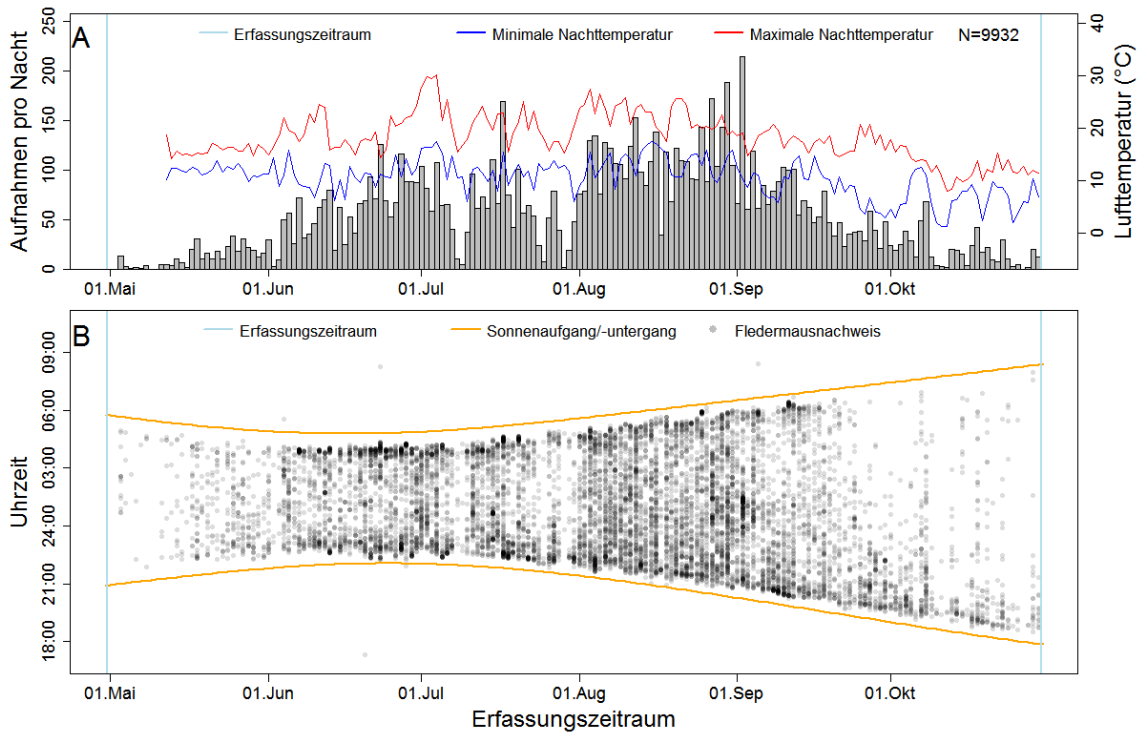 A
Erfassungszeitraum
Minimale Nachttemperatur
Maximale Nachttemperatur
N=9932
Aufnahmen pro Nacht
250
200
150
100
50
0
Lufttemperatur (°C)
40
30
20
10
0
01.Mai
01.Jun
01.Jul
01.Aug
01.Sep
01.Okt
B
Erfassungszeitraum
Sonnenaufgang/-untergang
Fledermausnachweis
Uhrzeit
09:00
06:00
03:00
24:00
21:00
18:00
01.Mai
01.Jun
01.Jul
01.Aug
01.Sep
01.Okt
Erfassungszeitraum